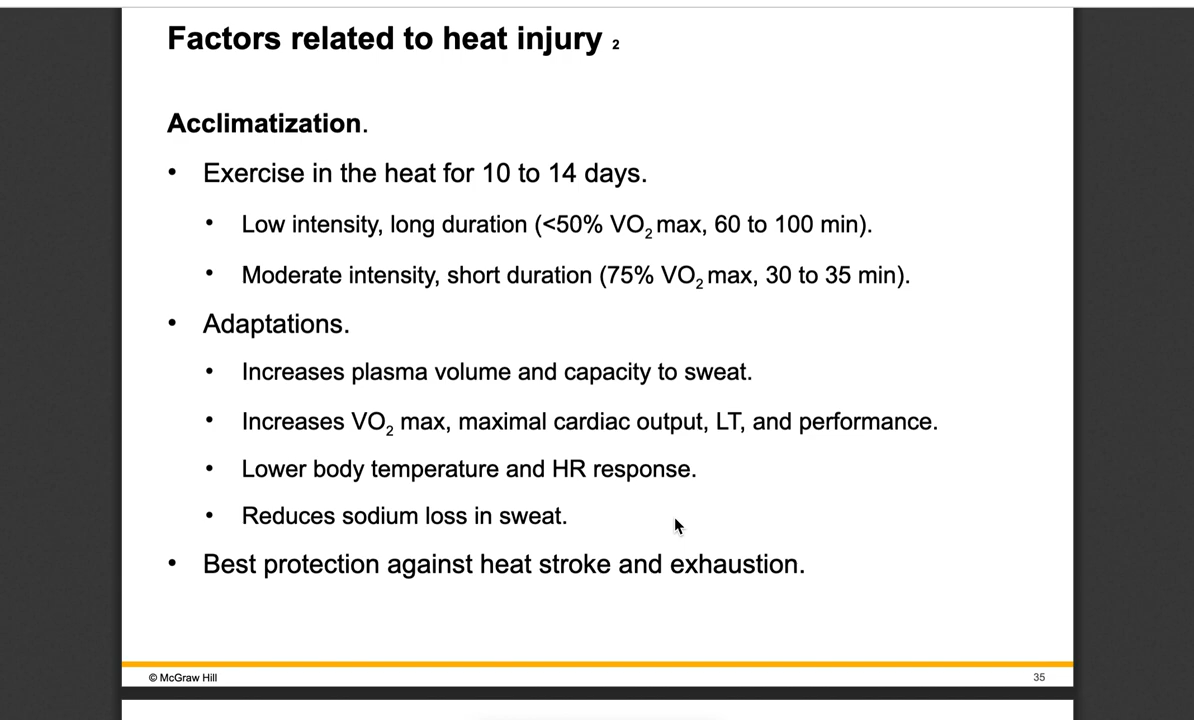 Factors related to heat injury 2
Acclimatization.
• Exercise in the heat for 10 to 14 days.
• Low intensity, long duration (<50% VO₂ max, 60 to 100 min).
• Moderate intensity, short duration (75% VO₂ max, 30 to 35 min).
• Adaptations.
• Increases plasma volume and capacity to sweat.
• Increases VO₂ max, maximal cardiac output, LT, and performance.
• Lower body temperature and HR response.
• Reduces sodium loss in sweat.
• Best protection against heat stroke and exhaustion.
© McGraw Hill
35